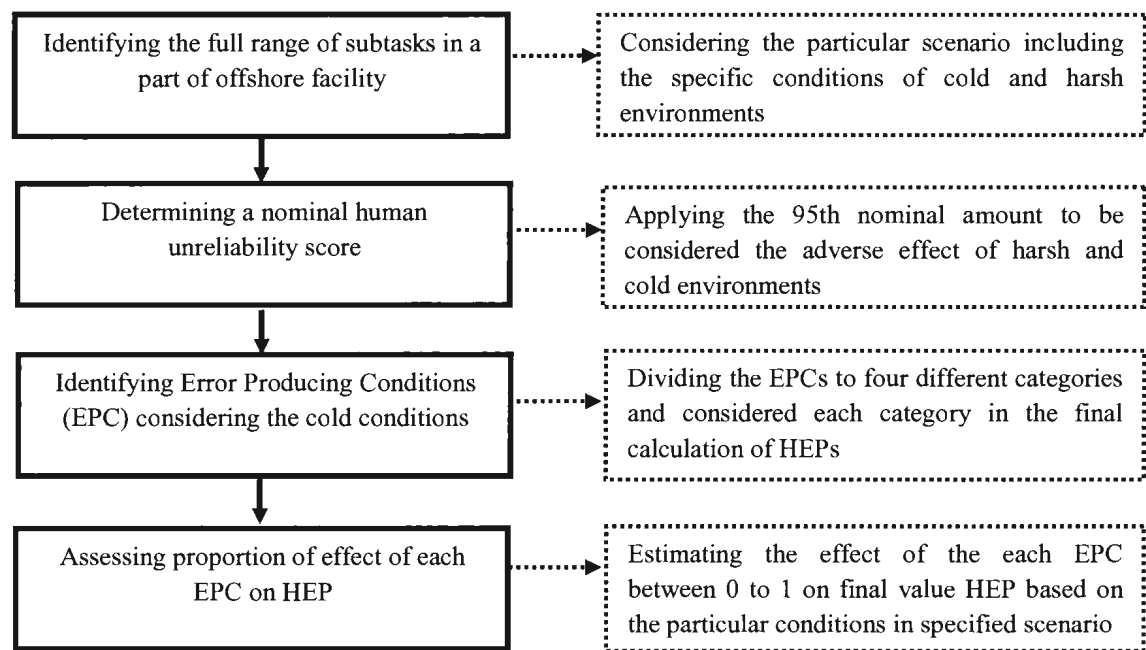 Identifying the full range of subtasks in a
part of offshore facility
Considering the particular scenario including
the specific conditions of cold and harsh
environments
Determining a nominal human
unreliability score
Applying the 95th nominal amount to be
considered the adverse effect of harsh and
cold environments
Identifying Error Producing Conditions
(EPC) considering the cold conditions
Dividing the EPCs to four different categories
and considered each category in the final
calculation of HEPs
Assessing proportion of effect of each
EPC on HEP
Estimating the effect of the each EPC
between 0 to 1 on final value HEP based on
the particular conditions in specified scenario